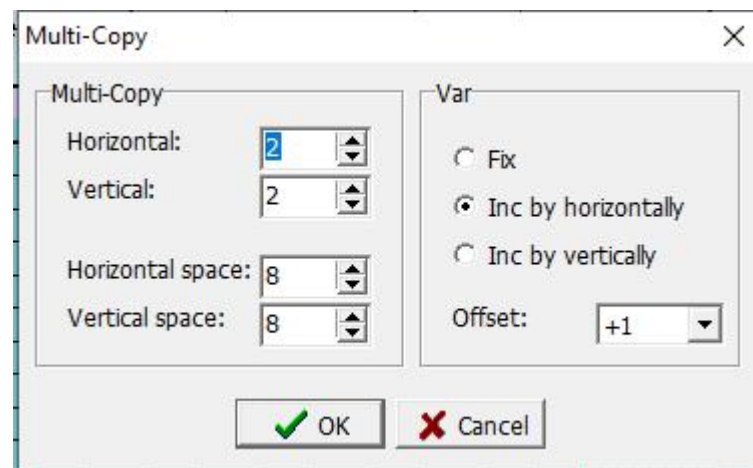 Multi-Copy
Multi-Copy
Horizontal: 2
Vertical: 2
Horizontal space: 8
Vertical space: 8
Var
Fix
Inc by horizontally
Inc by vertically
Offset: +1
OK
Cancel